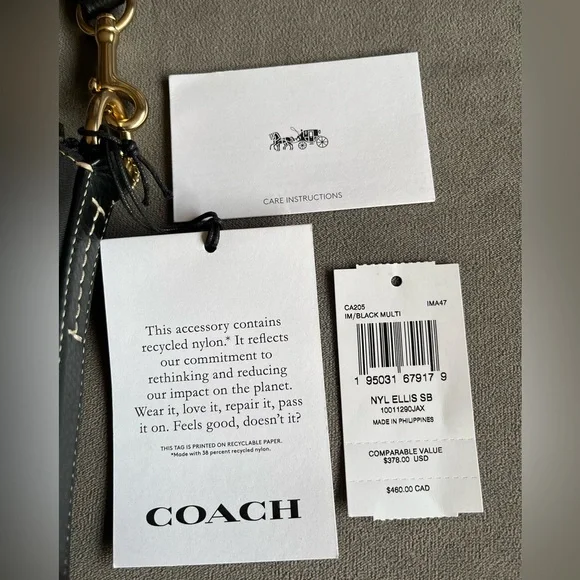 CARE INSTRUCTIONS
This accessory contains
recycled nylon.* It reflects
our commitment to
rethinking and reducing
our impact on the planet.
Wear it, love it, repair it, pass
it on. Feels good, doesn't it?
THIS TAG IS PRINTED ON RECYCLABLE PAPER.
*Made with 38 percent recycled nylon.
COACH
CA205 IMA47
IM/BLACK MULTI
1 95031 67917 9
NYL ELLIS SB
10011290JAX
MADE IN PHILIPPINES
COMPARABLE VALUE
$378.00 USD
$460.00 CAD